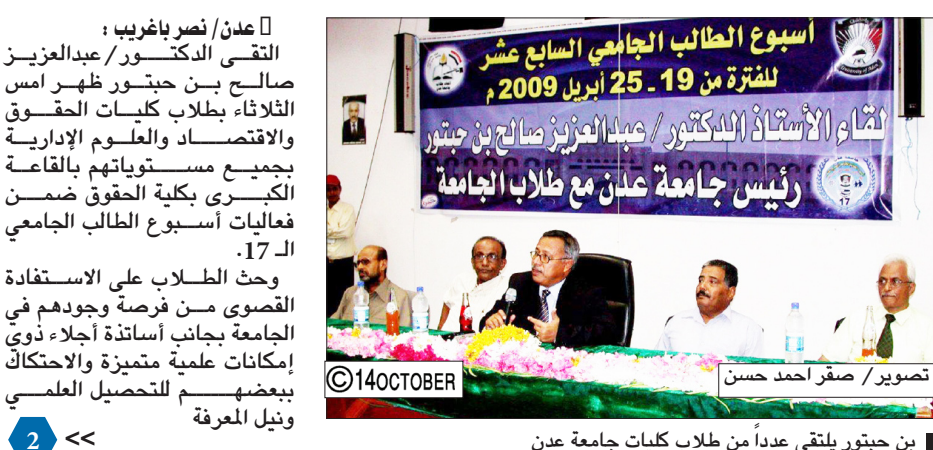 عدن/ نصر باغريب :
التقى الدكتور/ عبدالعزيز
صالح بن حبتور ظهر امس
الثلاثاء بطلاب كليات الحقوق
والاقتصاد والعلوم الإدارية
بجميع مستوياتهم بالقاعة
الكبرى بكلية الحقوق ضمن
فعاليات أسبوع الطالب الجامعي
الـ 17.
وحث الطلاب على الاستفادة
القصوى من فرصة وجودهم في
الجامعة بجانب أساتذة أجلاء ذوي
إمكانات علمية متميزة والاحتكاك
ببعضهم للتحصيل العلمي
ونيل المعرفة
>> 2
أسبوع الطالب الجامعي السابع عشر
للفترة من 19 ـ 25 أبريل 2009 م
لقاء الأستاذ الدكتور / عبدالعزيز صالح بن حبتور
رئيس جامعة عدن مع طلاب الجامعة
17
©14OCTOBER
تصوير/ صقر احمد حسن
بن حبتور يلتقي عدداً من طلاب كليات جامعة عدن